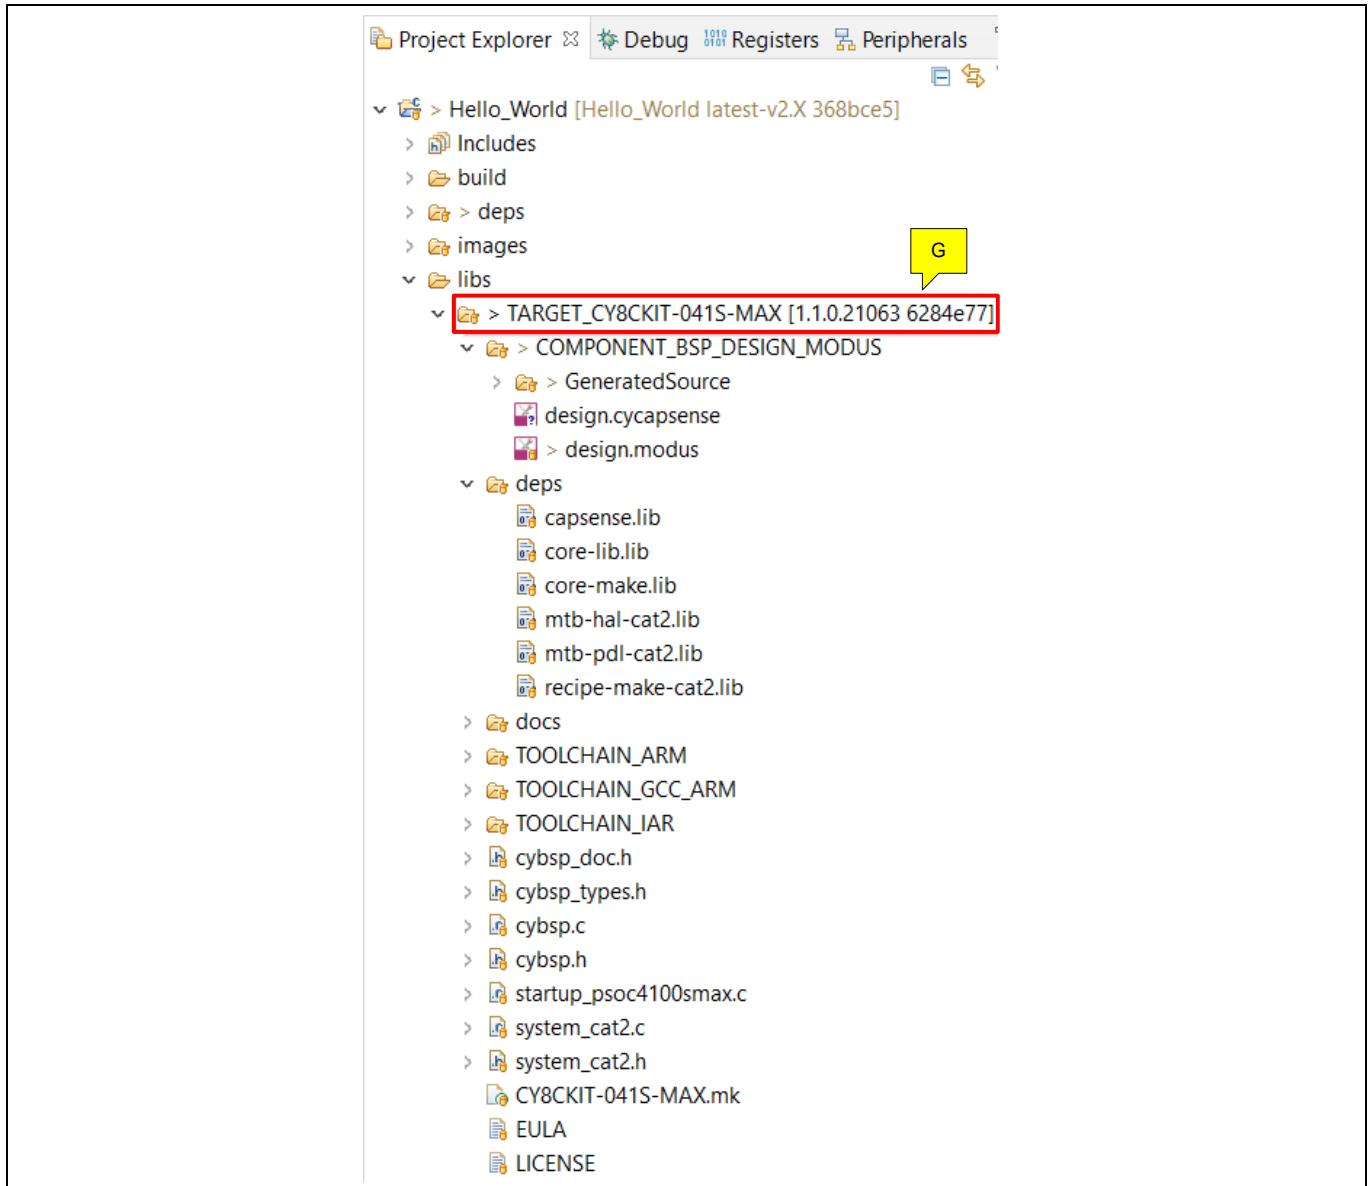 Project Explorer Debug Registers Peripherals
> Hello_World [Hello_World latest-v2.X 368bce5]
Includes
build
> deps
images
G
libs
> TARGET_CY8CKIT-041S-MAX [1.1.0.21063 6284e77]
> COMPONENT_BSP_DESIGN_MODUS
> GeneratedSource
design.cycapsense
> design.modus
deps
capsense.lib
core-lib.lib
core-make.lib
mtb-hal-cat2.lib
mtb-pdl-cat2.lib
recipe-make-cat2.lib
docs
TOOLCHAIN_ARM
TOOLCHAIN_GCC_ARM
TOOLCHAIN_IAR
cybsp_doc.h
cybsp_types.h
cybsp.c
cybsp.h
startup_psoc4100smax.c
system_cat2.c
system_cat2.h
CY8CKIT-041S-MAX.mk
EULA
LICENSE